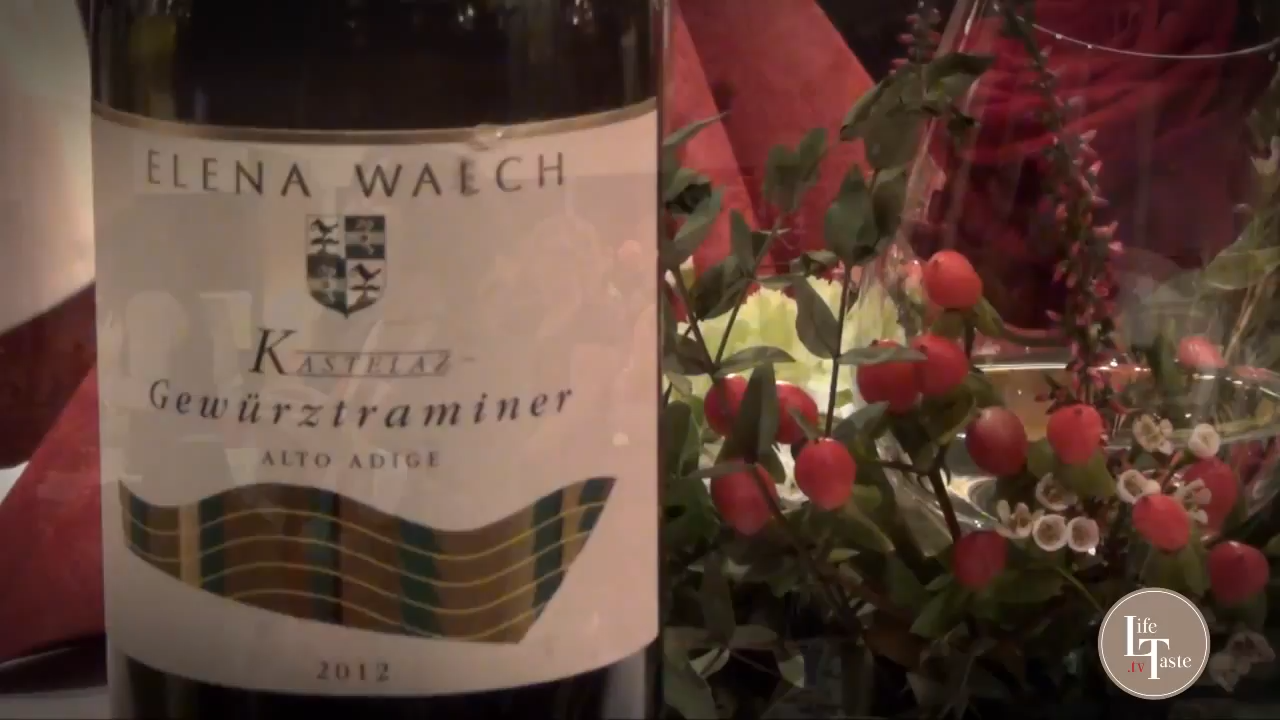 ELENA WALCH
KASTELAZ
Gewürztraminer
ALTO ADIGE
2012
Life
Taste
.tv